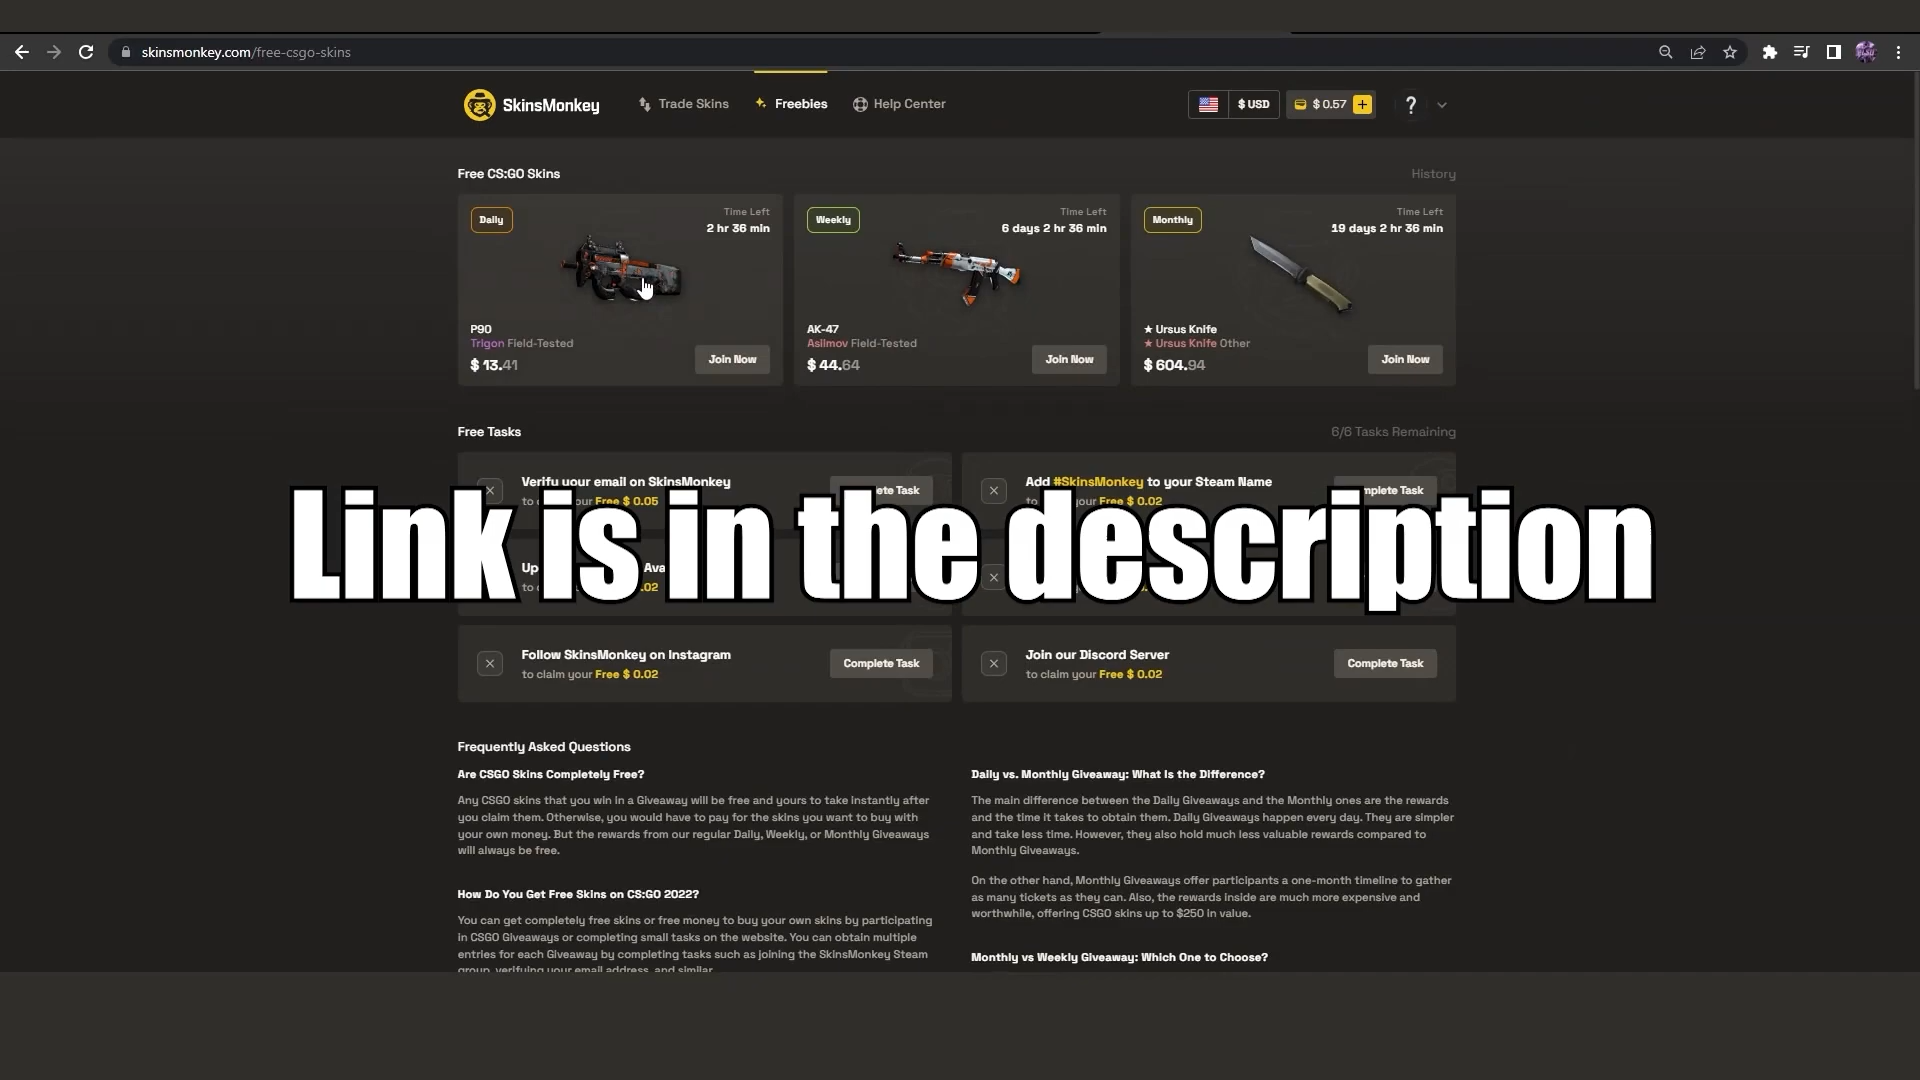 skinsmonkey.com/free-csgo-skins
SkinsMonkey
Trade Skins
Freebies
Help Center
$ USD
$ 0.57
+
?
Free CS:GO Skins
History
Daily
Time Left
2 hr 36 min
P90
Trigon Field-Tested
$ 13.41
Join Now
Weekly
Time Left
6 days 2 hr 36 min
AK-47
Asiimov Field-Tested
$ 44.64
Join Now
Monthly
Time Left
19 days 2 hr 36 min
★ Ursus Knife
★ Ursus Knife Other
$ 604.94
Join Now
Free Tasks
6/6 Tasks Remaining
Verify your email on SkinsMonkey
your Free $ 0.05
Task
Add #SkinsMonkey to your Steam Name
your Free $ 0.02
Task
Link is in the description
Follow SkinsMonkey on Instagram
to claim your Free $ 0.02
Complete Task
Join our Discord Server
to claim your Free $ 0.02
Complete Task
Frequently Asked Questions
Are CSGO Skins Completely Free?
Any CSGO skins that you win in a Giveaway will be free and yours to take instantly after
you claim them. Otherwise, you would have to pay for the skins you want to buy with
your own money. But the rewards from our regular Daily, Weekly, or Monthly Giveaways
will always be free.
How Do You Get Free Skins on CS:GO 2022?
You can get completely free skins or free money to buy your own skins by participating
in CSGO Giveaways or completing small tasks on the website. You can obtain multiple
entries for each Giveaway by completing tasks such as joining the SkinsMonkey Steam
group, verifying your email address, and similar.
Daily vs. Monthly Giveaway: What Is the Difference?
The main difference between the Daily Giveaways and the Monthly ones are the rewards
and the time it takes to obtain them. Daily Giveaways happen every day. They are simpler
and take less time. However, they also hold much less valuable rewards compared to
Monthly Giveaways.
On the other hand, Monthly Giveaways offer participants a one-month timeline to gather
as many tickets as they can. Also, the rewards inside are much more expensive and
worthwhile, offering CSGO skins up to $250 in value.
Monthly vs Weekly Giveaway: Which One to Choose?